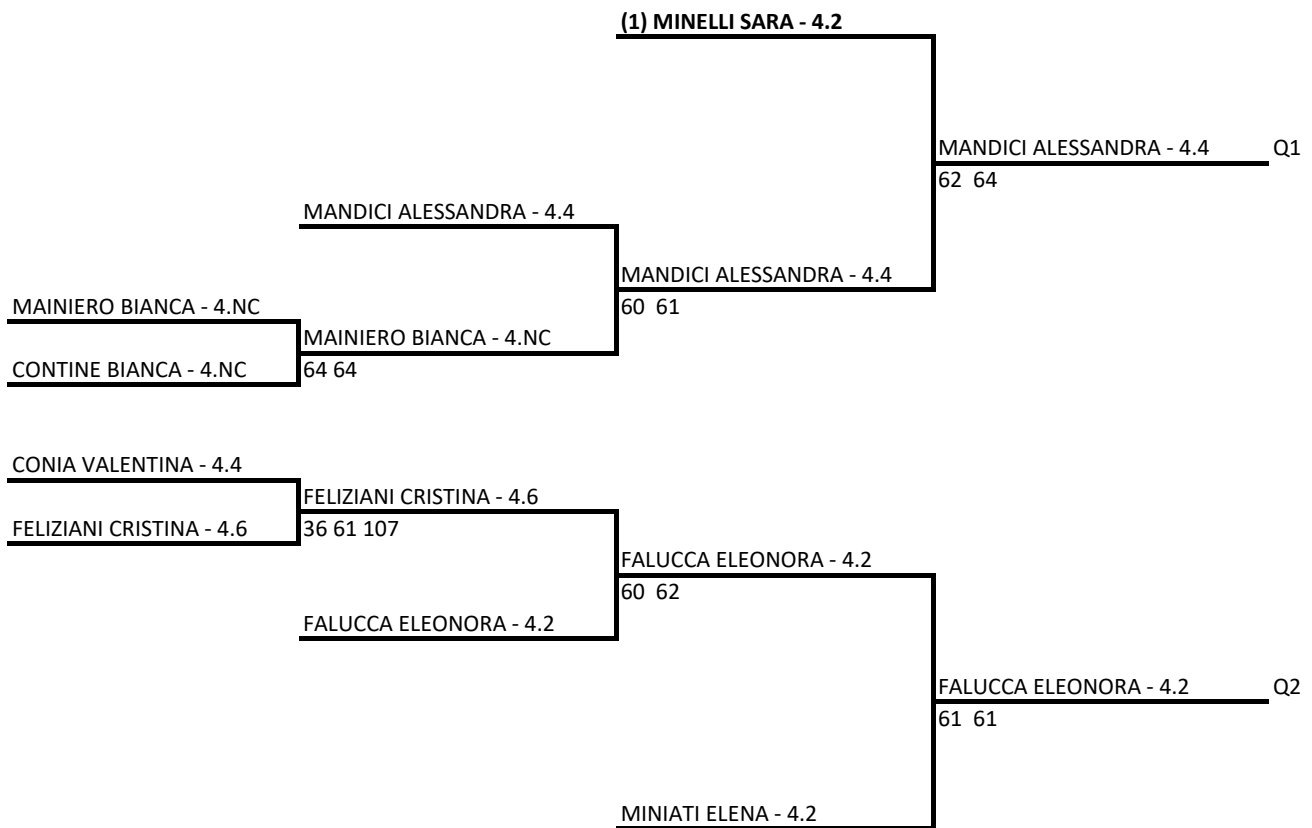 (1) MINELLI SARA - 4.2
MANDICI ALESSANDRA - 4.4 Q1
62 64
MANDICI ALESSANDRA - 4.4
MANDICI ALESSANDRA - 4.4
MAINIERO BIANCA - 4.NC
60 61
MAINIERO BIANCA - 4.NC
CONTINE BIANCA - 4.NC
64 64
CONIA VALENTINA - 4.4
FELIZIANI CRISTINA - 4.6
FELIZIANI CRISTINA - 4.6
36 61 107
FALUCCA ELEONORA - 4.2
60 62
FALUCCA ELEONORA - 4.2
FALUCCA ELEONORA - 4.2 Q2
61 61
MINIATI ELENA - 4.2